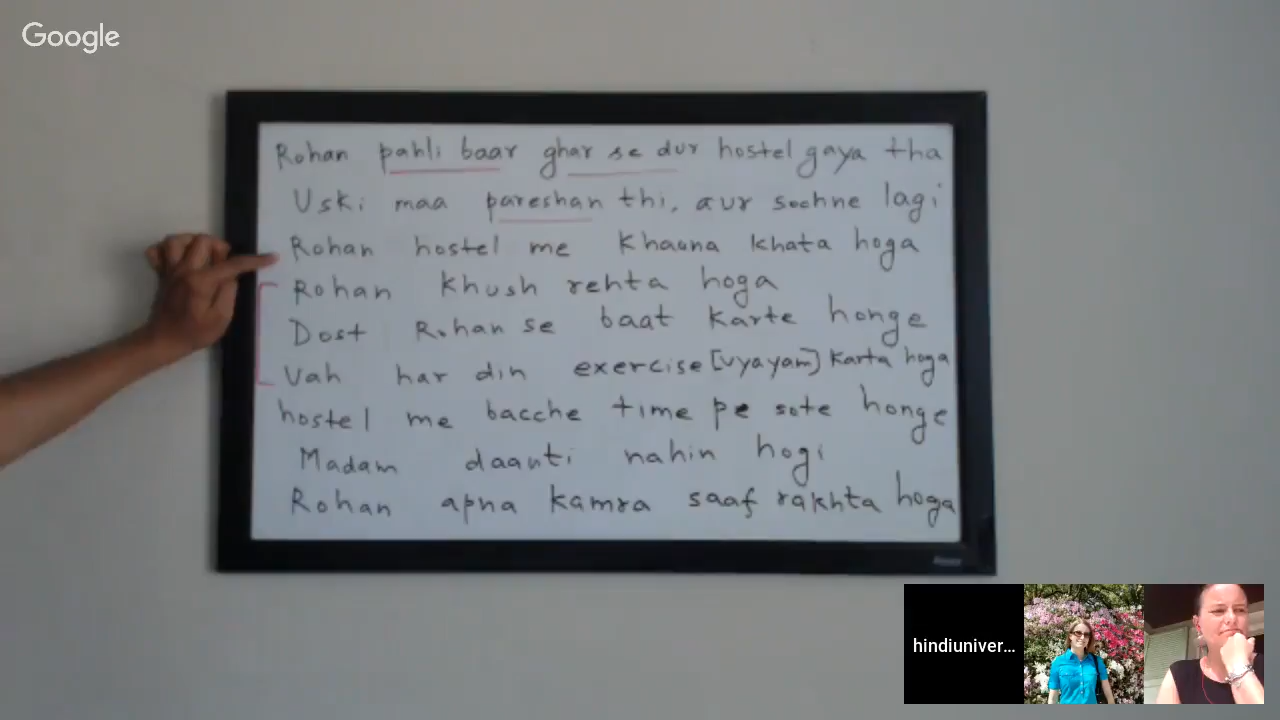 Google
Rohan pahli baar ghar se dur hostel gaya tha
Uski maa pareshan thi, aur sochne lagi
Rohan hostel me khaana khata hoga
Rohan khush rehta hoga
Dost Rohan se baat karte honge
Vah har din exercise [vyayam] karta hoga
hostel me bacche time pe sote honge
Madam daanti nahin hogi
Rohan apna kamra saaf rakhta hoga
hindiuniver...